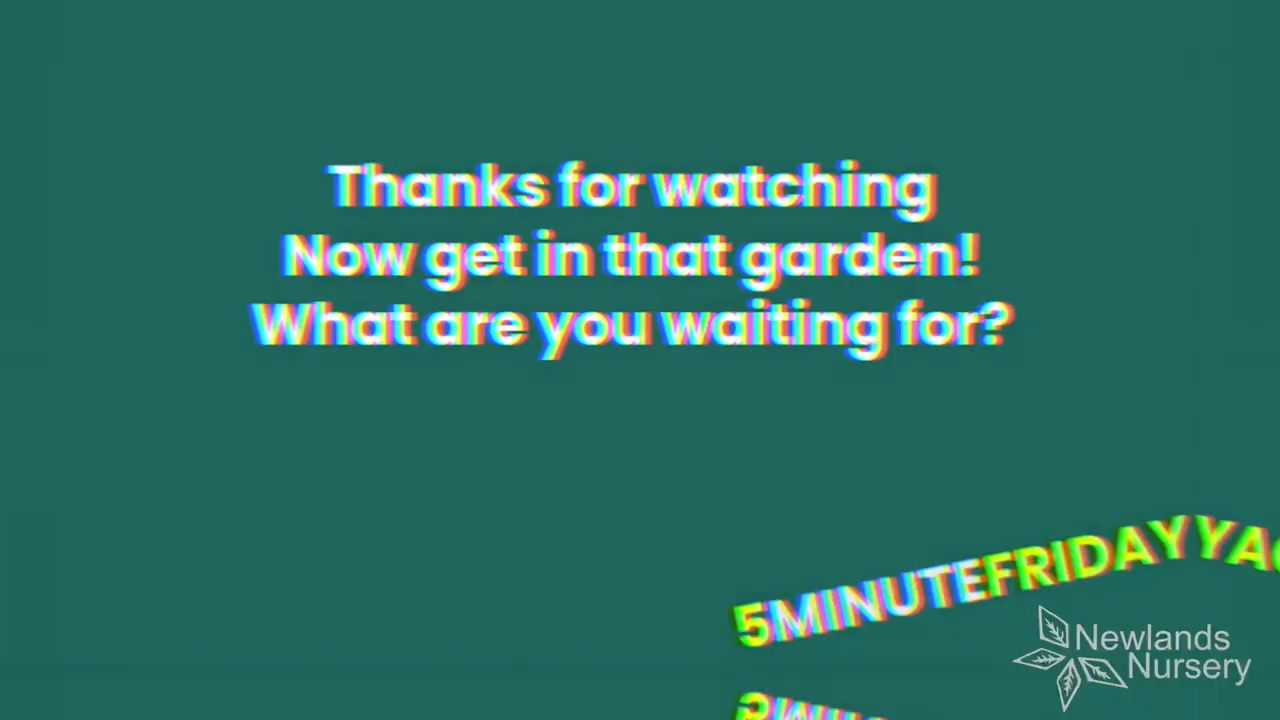 Thanks for watching
Now get in that garden!
What are you waiting for?
5MINUTEFRIDAYYA
Newlands
Nursery